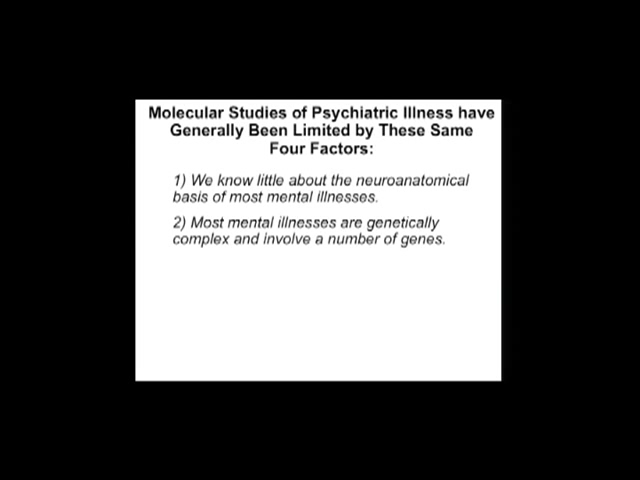 Molecular Studies of Psychiatric Illness have
Generally Been Limited by These Same
Four Factors:
1) We know little about the neuroanatomical
basis of most mental illnesses.
2) Most mental illnesses are genetically
complex and involve a number of genes.